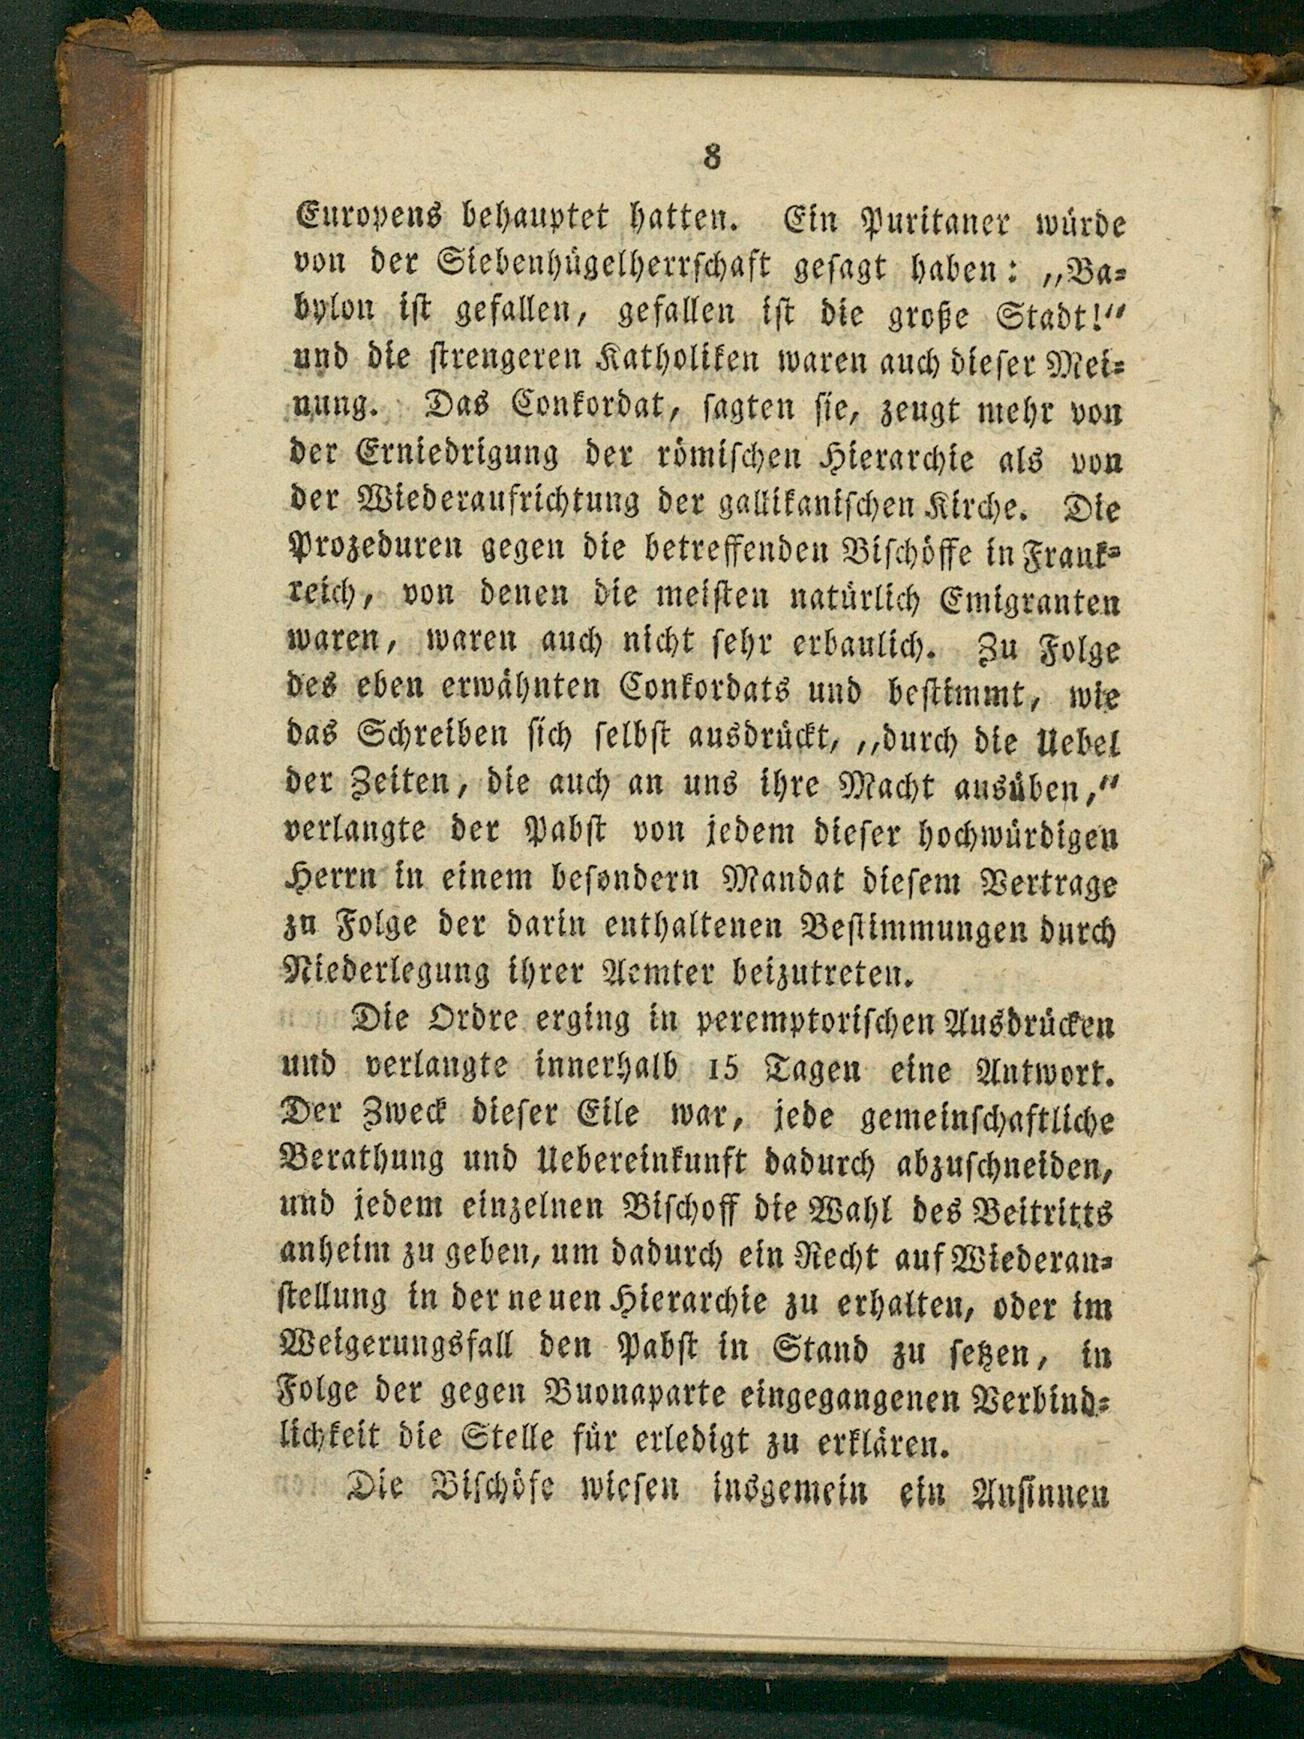 8
Europens behauptet hatten. Ein Puritaner würde
von der Siebenhügelherrschaft gesagt haben: „Ba-
bylon ist gefallen, gefallen ist die große Stadt!“
und die strengeren Katholiken waren auch dieser Mei-
nung. Das Conkordat, sagten sie, zeugt mehr von
der Erniedrigung der römischen Hierarchie als von
der Wiederaufrichtung der gallikanischen Kirche. Die
Prozeduren gegen die betreffenden Bischöffe in Frank-
reich, von denen die meisten natürlich Emigranten
waren, waren auch nicht sehr erbaulich. Zu Folge
des eben erwähnten Conkordats und bestimmt, wie
das Schreiben sich selbst ausdrückt, „durch die Uebel
der Zeiten, die auch an uns ihre Macht ausüben,“
verlangte der Pabst von jedem dieser hochwürdigen
Herrn in einem besondern Mandat diesem Vertrage
zu Folge der darin enthaltenen Bestimmungen durch
Niederlegung ihrer Aemter beizutreten.
Die Ordre erging in peremptorischen Ausdrücken
und verlangte innerhalb 15 Tagen eine Antwort.
Der Zweck dieser Eile war, jede gemeinschaftliche
Berathung und Uebereinkunft dadurch abzuschneiden,
und jedem einzelnen Bischoff die Wahl des Beitritts
anheim zu geben, um dadurch ein Recht auf Wiederan-
stellung in der neuen Hierarchie zu erhalten, oder im
Weigerungsfall den Pabst in Stand zu setzen, in
Folge der gegen Buonaparte eingegangenen Verbind-
lichkeit die Stelle für erledigt zu erklären.
Die Bischöfe wiesen insgemein ein Ansinnen